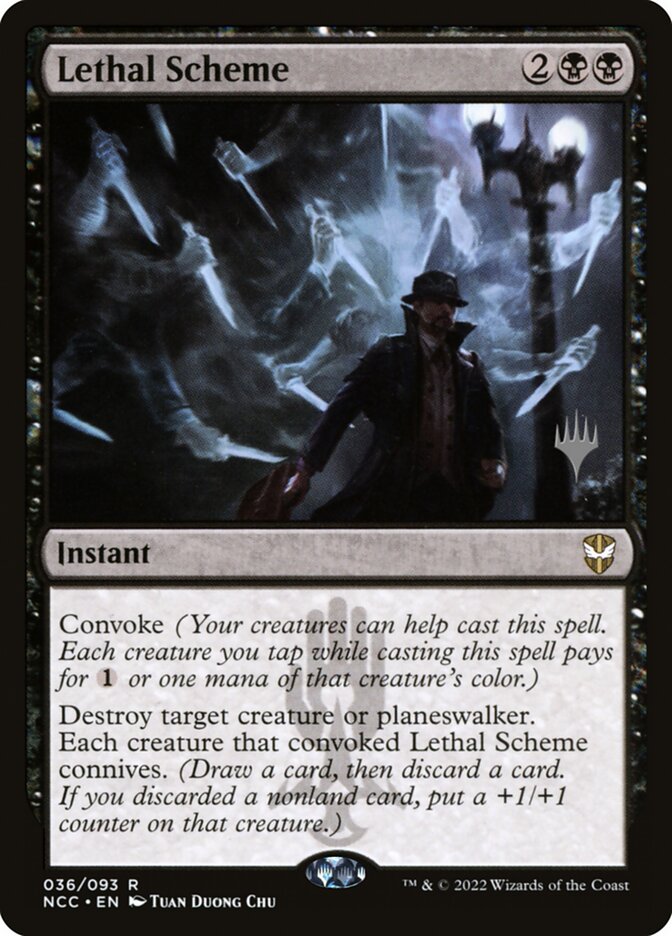 Lethal Scheme 2
Instant
Convoke (Your creatures can help cast this spell.
Each creature you tap while casting this spell pays
for 1 or one mana of that creature's color.)
Destroy target creature or planeswalker.
Each creature that convoked Lethal Scheme
connives. (Draw a card, then discard a card.
If you discarded a nonland card, put a +1/+1
counter on that creature.)
036/093 R
NCC • EN Tuan Duong Chu
™ & © 2022 Wizards of the Coast